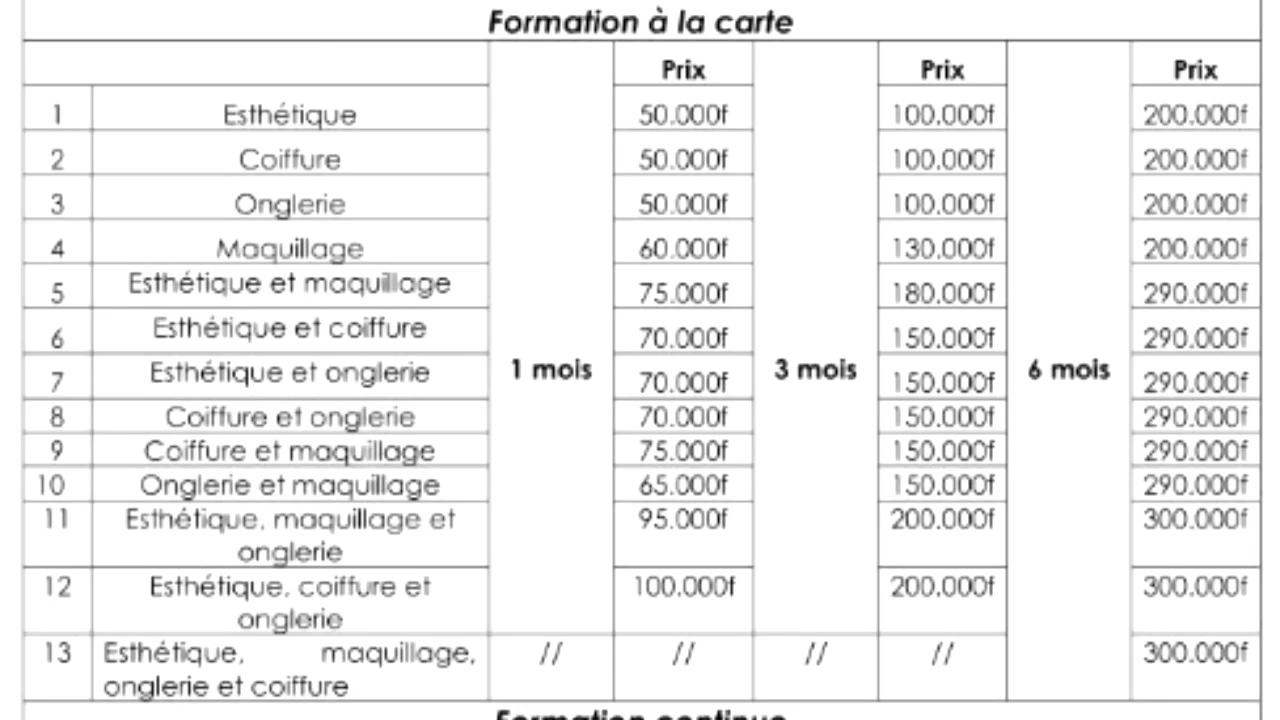 Formation à la carte
Prix Prix Prix
1 Esthétique 50.000f 100.000f 200.000f
2 Coiffure 50.000f 100.000f 200.000f
3 Onglerie 50.000f 100.000f 200.000f
4 Maquillage 60.000f 130.000f 200.000f
5 Esthétique et maquillage 75.000f 180.000f 290.000f
6 Esthétique et coiffure 70.000f 150.000f 290.000f
7 Esthétique et onglerie 1 mois 70.000f 3 mois 150.000f 6 mois 290.000f
8 Coiffure et onglerie 70.000f 150.000f 290.000f
9 Coiffure et maquillage 75.000f 150.000f 290.000f
10 Onglerie et maquillage 65.000f 150.000f 290.000f
11 Esthétique, maquillage et 95.000f 200.000f 300.000f
onglerie
12 Esthétique, coiffure et 100.000f 200.000f 300.000f
onglerie
13 Esthétique, maquillage, // // // // 300.000f
onglerie et coiffure
Formation continue